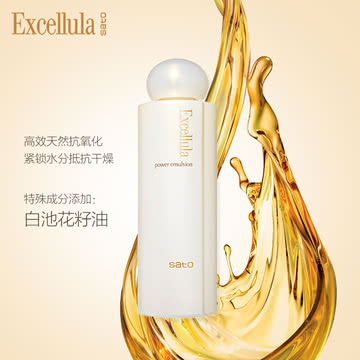 Excellula
sato
高效天然抗氧化
紧锁水分抵抗干燥
特殊成分添加:
白池花籽油
Excellula
power emulsion
sato